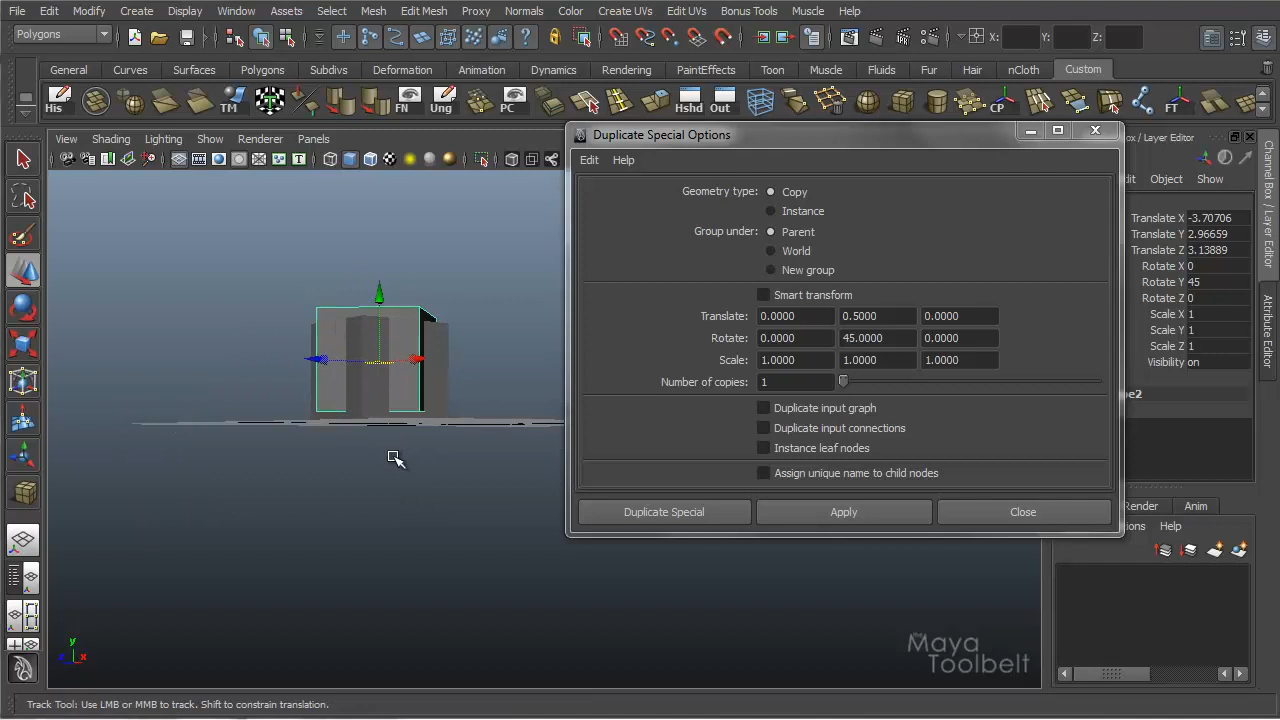 File Edit Modify Create Display Window Assets Select Mesh Edit Mesh Proxy Normals Color Create UVs Edit UVs Bonus Tools Muscle Help
Polygons X: Y: Z:
General Curves Surfaces Polygons Subdivs Deformation Animation Dynamics Rendering PaintEffects Toon Muscle Fluids Fur Hair nCloth Custom
His TM FN Ung PC Hshd Out CP FT
View Shading Lighting Show Renderer Panels
Duplicate Special Options
Edit Help
Geometry type: Copy
Instance
Group under: Parent
World
New group
Smart transform
Translate: 0.0000 0.5000 0.0000
Rotate: 0.0000 45.0000 0.0000
Scale: 1.0000 1.0000 1.0000
Number of copies: 1
Duplicate input graph
Duplicate input connections
Instance leaf nodes
Assign unique name to child nodes
Duplicate Special Apply Close
Box / Layer Editor
dit Object Show
Translate X -3.70706
Translate Y 2.96659
Translate Z 3.13889
Rotate X 0
Rotate Y 45
Rotate Z 0
Scale X 1
Scale Y 1
Scale Z 1
Visibility on
be2
Render Anim
ions Help
Channel Box / Layer Editor
Attribute Editor
y
z x
the Maya
Toolbelt
Track Tool: Use LMB or MMB to track. Shift to constrain translation.